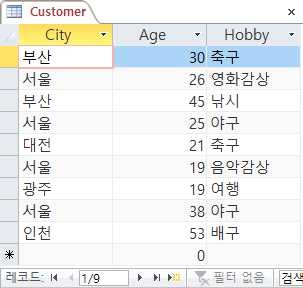 Customer
City Age Hobby
부산 30 축구
서울 26 영화감상
부산 45 낚시
서울 25 야구
대전 21 축구
서울 19 음악감상
광주 19 여행
서울 38 야구
인천 53 배구
0
레코드: 1/9 필터 없음 검색